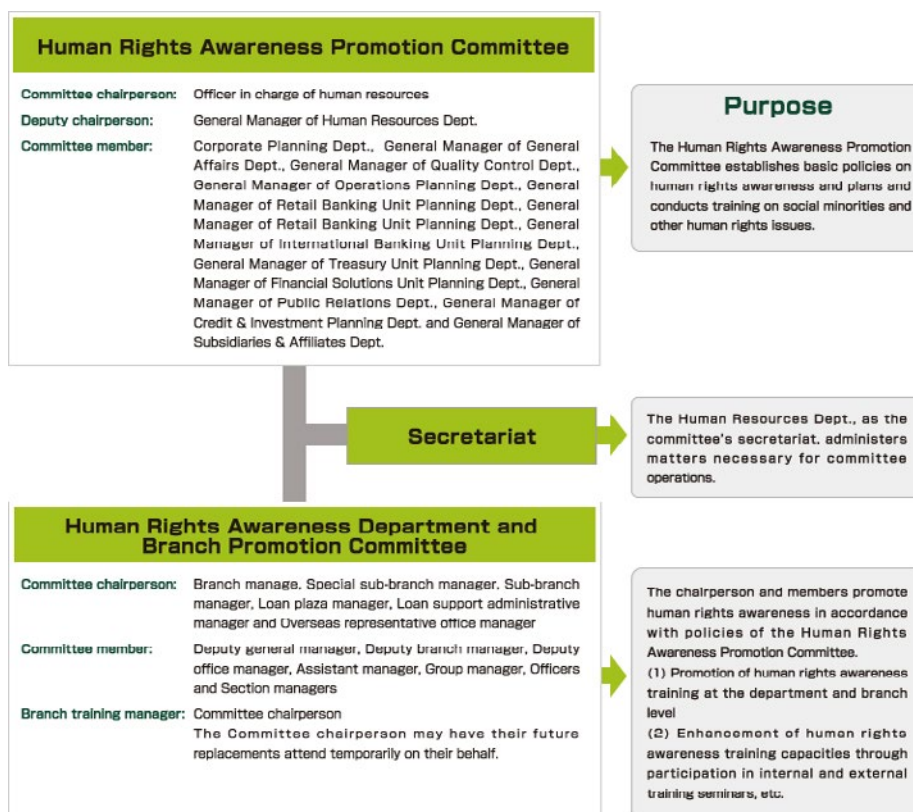 Human Rights Awareness Promotion Committee
Committee chairperson: Officer in charge of human resources
Deputy chairperson: General Manager of Human Resources Dept.
Committee member: Corporate Planning Dept., General Manager of General
Affairs Dept., General Manager of Quality Control Dept.,
General Manager of Operations Planning Dept., General
Manager of Retail Banking Unit Planning Dept., General
Manager of Retail Banking Unit Planning Dept., General
Manager of International Banking Unit Planning Dept.,
General Manager of Treasury Unit Planning Dept., General
Manager of Financial Solutions Unit Planning Dept., General
Manager of Public Relations Dept., General Manager of
Credit & Investment Planning Dept. and General Manager of
Subsidiaries & Affiliates Dept.
Purpose
The Human Rights Awareness Promotion
Committee establishes basic policies on
human rights awareness and plans and
conducts training on social minorities and
other human rights issues.
Secretariat
The Human Resources Dept., as the
committee's secretariat, administers
matters necessary for committee
operations.
Human Rights Awareness Department and
Branch Promotion Committee
Committee chairperson: Branch manage, Special sub-branch manager, Sub-branch
manager, Loan plaza manager, Loan support administrative
manager and Overseas representative office manager
Committee member: Deputy general manager, Deputy branch manager, Deputy
office manager, Assistant manager, Group manager, Officers
and Section managers
Branch training manager: Committee chairperson
The Committee chairperson may have their future
replacements attend temporarily on their behalf.
The chairperson and members promote
human rights awareness in accordance
with policies of the Human Rights
Awareness Promotion Committee.
(1) Promotion of human rights awareness
training at the department and branch
level
(2) Enhancement of human rights
awareness training capacities through
participation in internal and external
training seminars, etc.